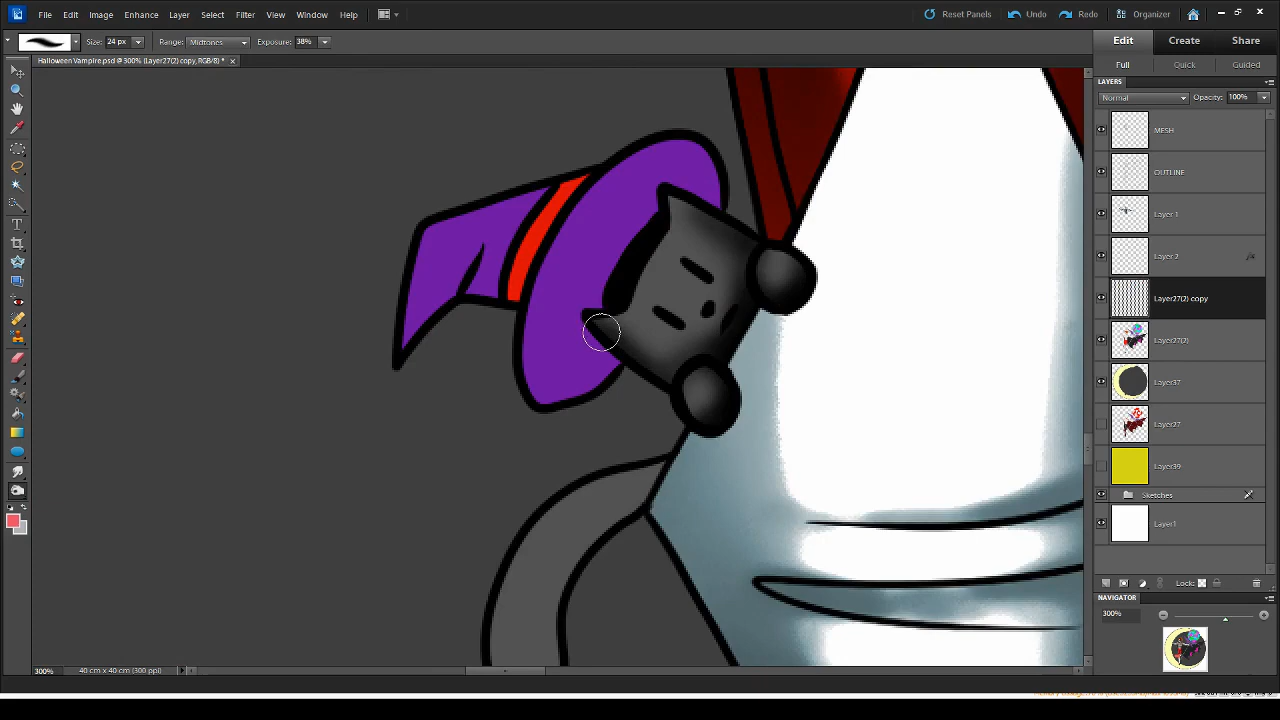 File Edit Image Enhance Layer Select Filter View Window Help Reset Panels Undo Redo Organizer
Size: 24 px Range: Midtones Exposure: 38% Edit Create Share
Halloween Vampire.psd @ 300% (Layer27(2) copy, RGB/8) * Full Quick Guided
LAYERS
Normal Opacity: 100%
MESH
OUTLINE
Layer 1
Layer 2
Layer27(2) copy
Layer27(2)
Layer37
Layer27
Layer39
Sketches
Layer1
Lock:
NAVIGATOR
300%
300% 40 cm x 40 cm (300 ppi)